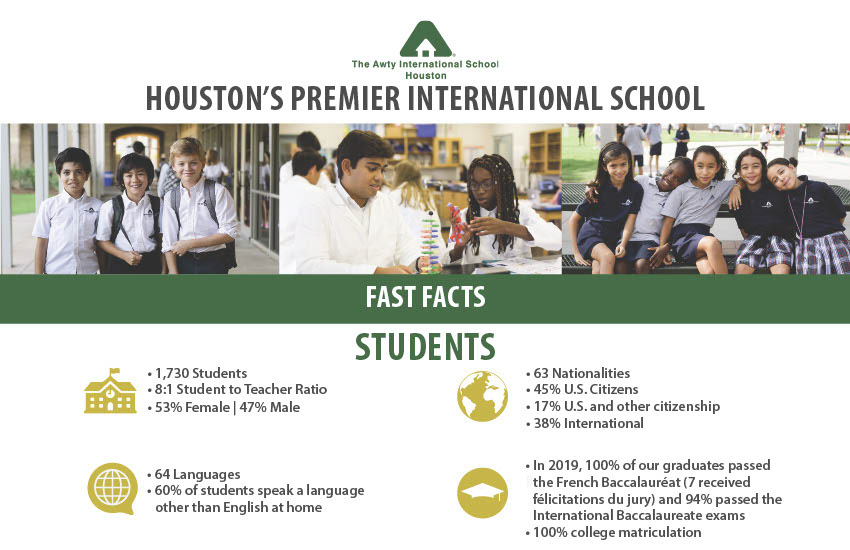 The Awty International School
Houston
HOUSTON'S PREMIER INTERNATIONAL SCHOOL
FAST FACTS
STUDENTS
• 1,730 Students
• 8:1 Student to Teacher Ratio
• 53% Female | 47% Male
• 63 Nationalities
• 45% U.S. Citizens
• 17% U.S. and other citizenship
• 38% International
• 64 Languages
• 60% of students speak a language
other than English at home
• In 2019, 100% of our graduates passed
the French Baccalauréat (7 received
félicitations du jury) and 94% passed the
International Baccalaureate exams
• 100% college matriculation